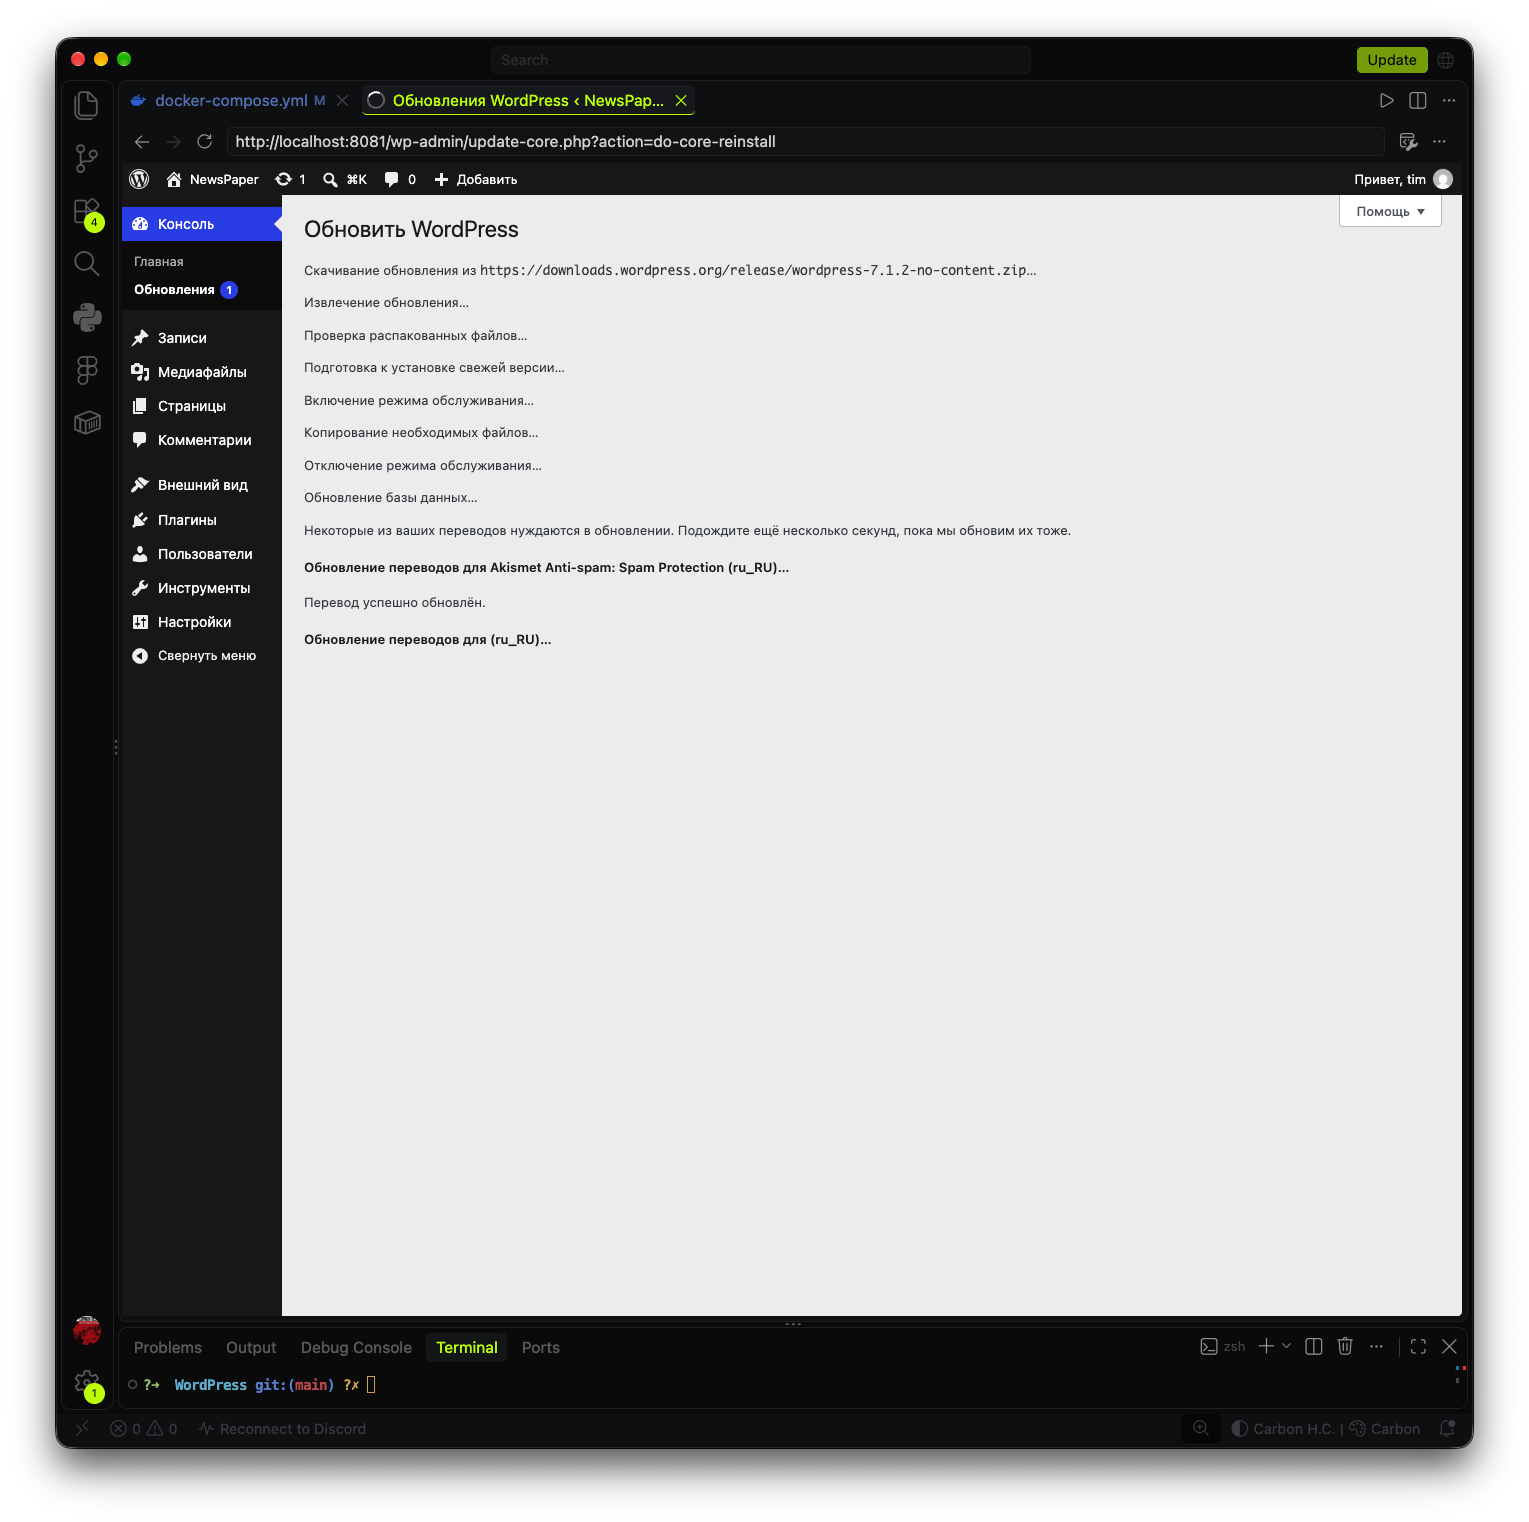 Search
Update
docker-compose.yml M
Обновления WordPress ‹ NewsPap...
http://localhost:8081/wp-admin/update-core.php?action=do-core-reinstall
NewsPaper 1 ⌘K 0 Добавить
Привет, tim
4
Консоль
Главная
Обновления 1
Записи
Медиафайлы
Страницы
Комментарии
Внешний вид
Плагины
Пользователи
Инструменты
Настройки
Свернуть меню
Помощь
Обновить WordPress
Скачивание обновления из https://downloads.wordpress.org/release/wordpress-7.1.2-no-content.zip…
Извлечение обновления…
Проверка распакованных файлов…
Подготовка к установке свежей версии…
Включение режима обслуживания…
Копирование необходимых файлов…
Отключение режима обслуживания…
Обновление базы данных…
Некоторые из ваших переводов нуждаются в обновлении. Подождите ещё несколько секунд, пока мы обновим их тоже.
Обновление переводов для Akismet Anti-spam: Spam Protection (ru_RU)…
Перевод успешно обновлён.
Обновление переводов для (ru_RU)…
Problems Output Debug Console Terminal Ports
zsh
?➜ WordPress git:(main) ?✗
1
0 0 Reconnect to Discord
Carbon H.C. | Carbon